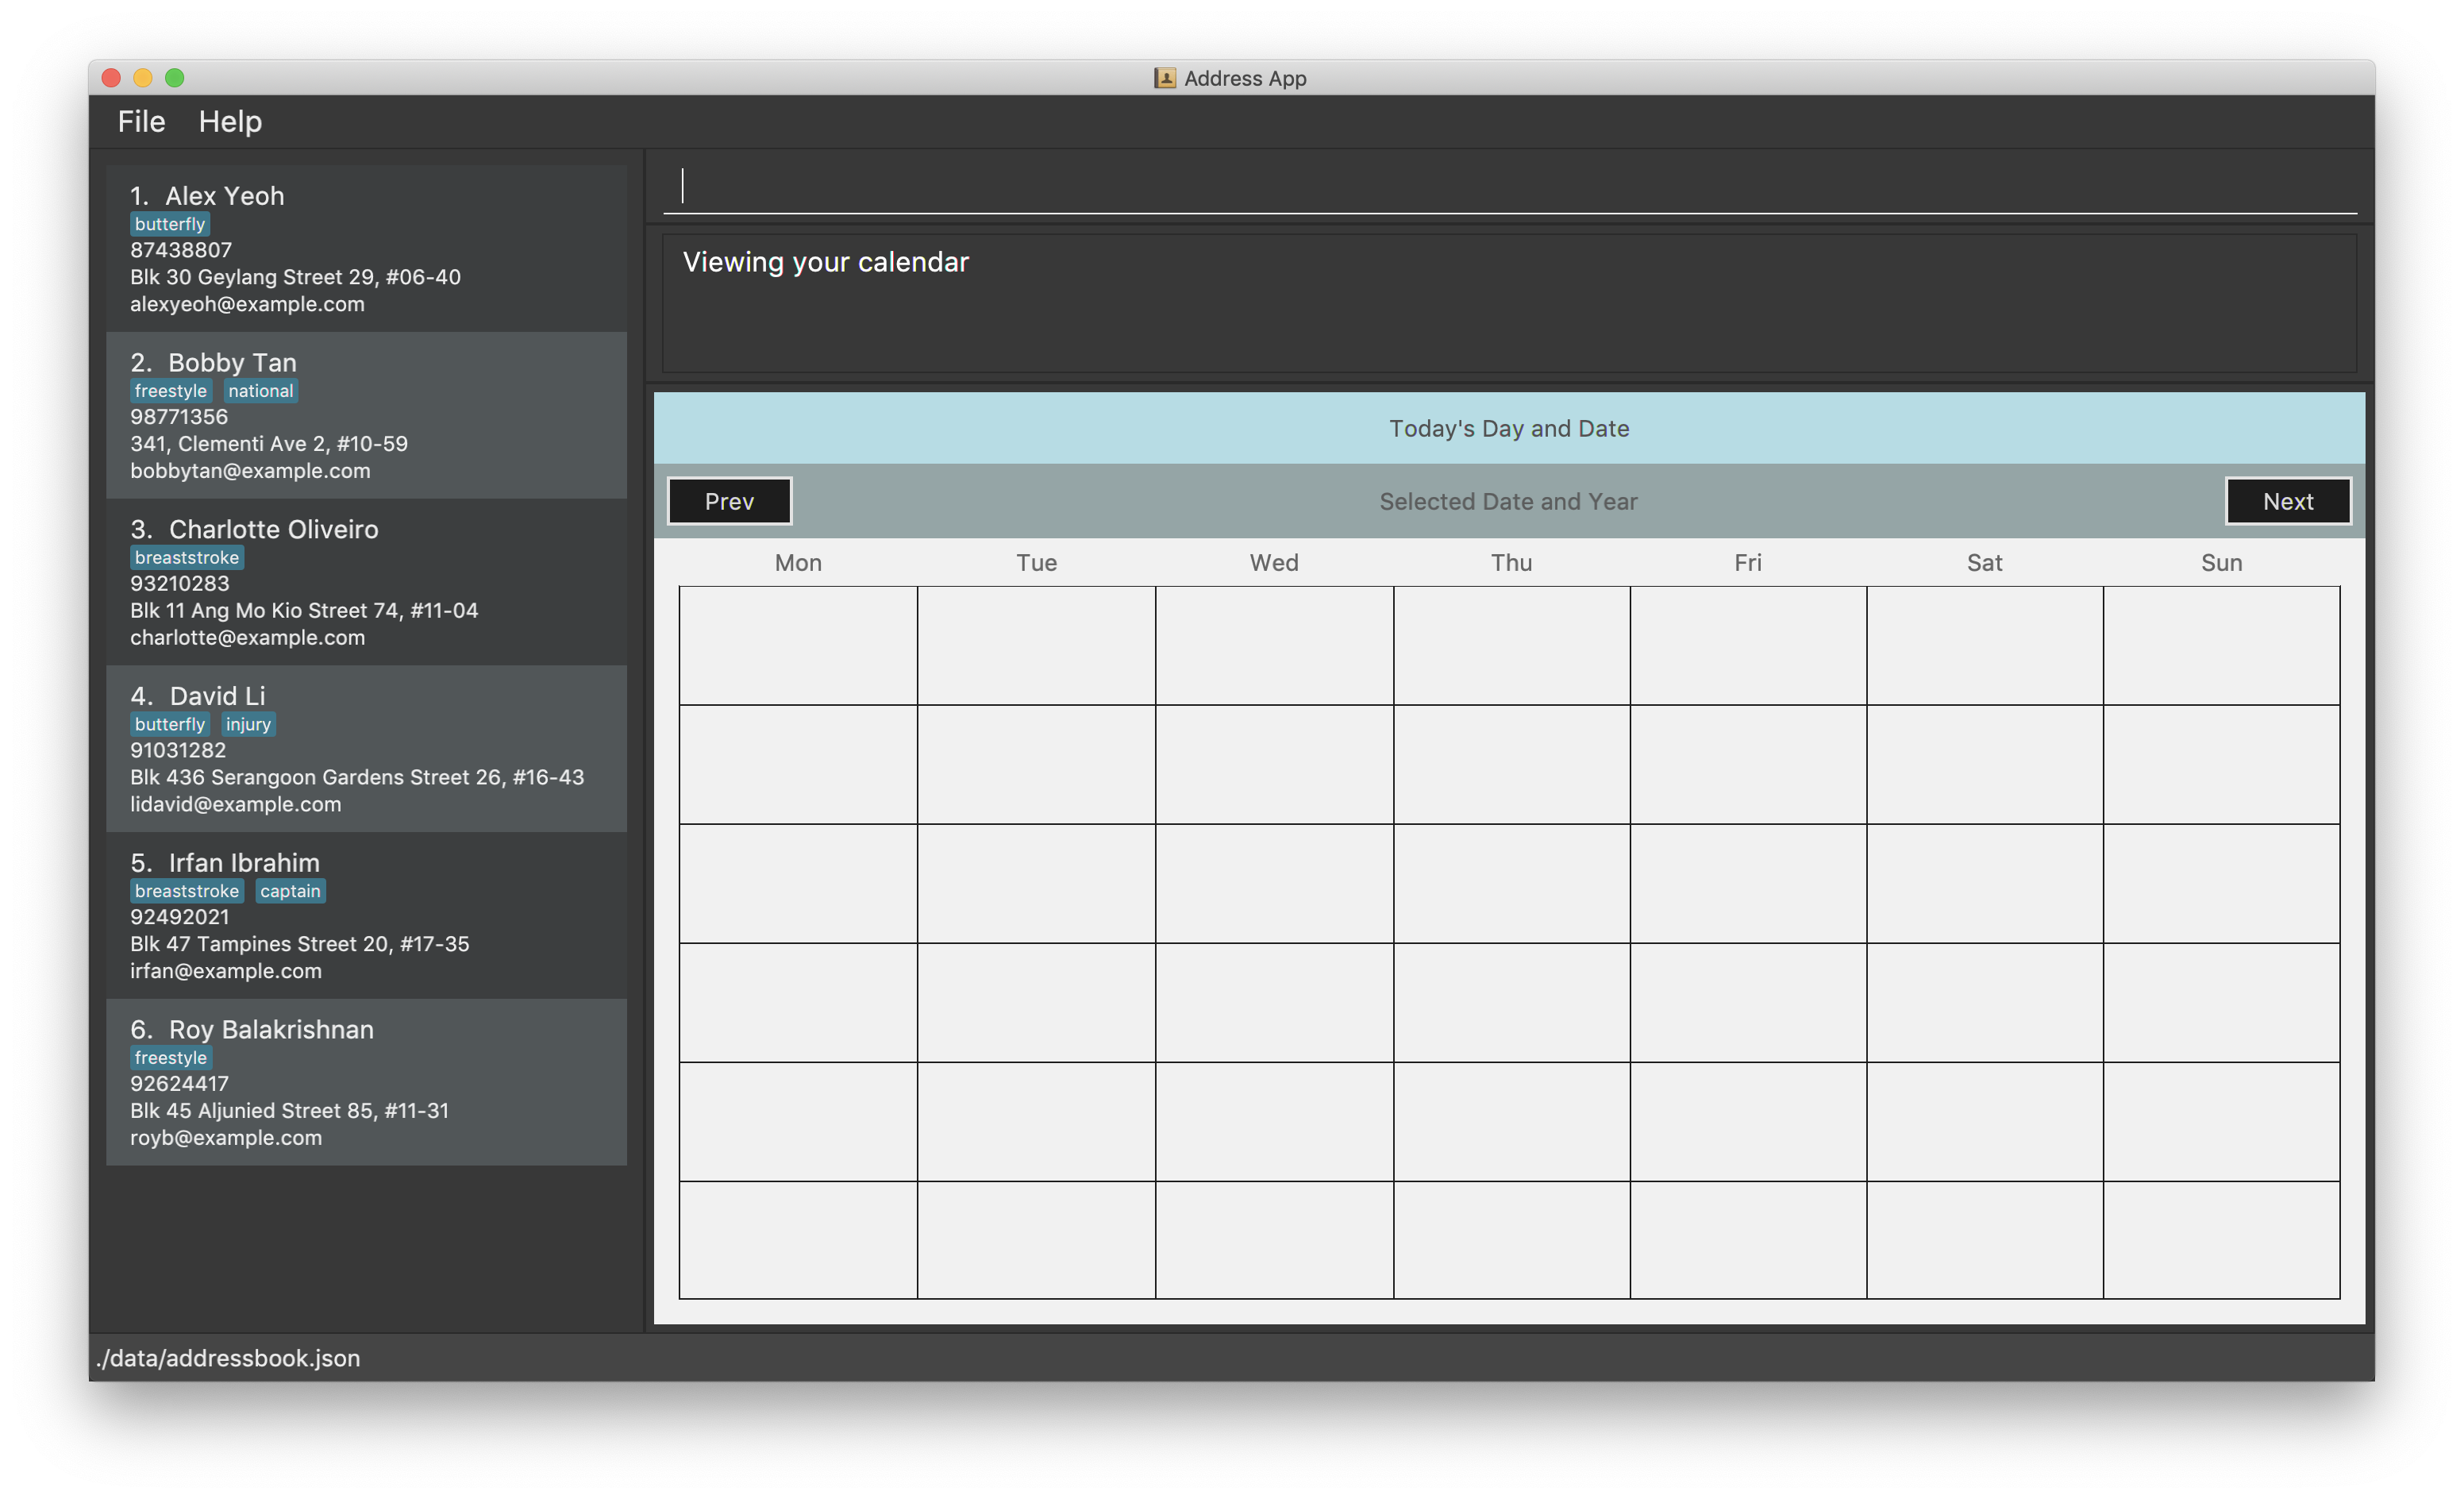 Address App
File Help
1. Alex Yeoh
butterfly
87438807
Blk 30 Geylang Street 29, #06-40
alexyeoh@example.com
2. Bobby Tan
freestyle national
98771356
341, Clementi Ave 2, #10-59
bobbytan@example.com
3. Charlotte Oliveiro
breaststroke
93210283
Blk 11 Ang Mo Kio Street 74, #11-04
charlotte@example.com
4. David Li
butterfly injury
91031282
Blk 436 Serangoon Gardens Street 26, #16-43
lidavid@example.com
5. Irfan Ibrahim
breaststroke captain
92492021
Blk 47 Tampines Street 20, #17-35
irfan@example.com
6. Roy Balakrishnan
freestyle
92624417
Blk 45 Aljunied Street 85, #11-31
royb@example.com
Viewing your calendar
Today's Day and Date
Prev Selected Date and Year Next
Mon Tue Wed Thu Fri Sat Sun
./data/addressbook.json